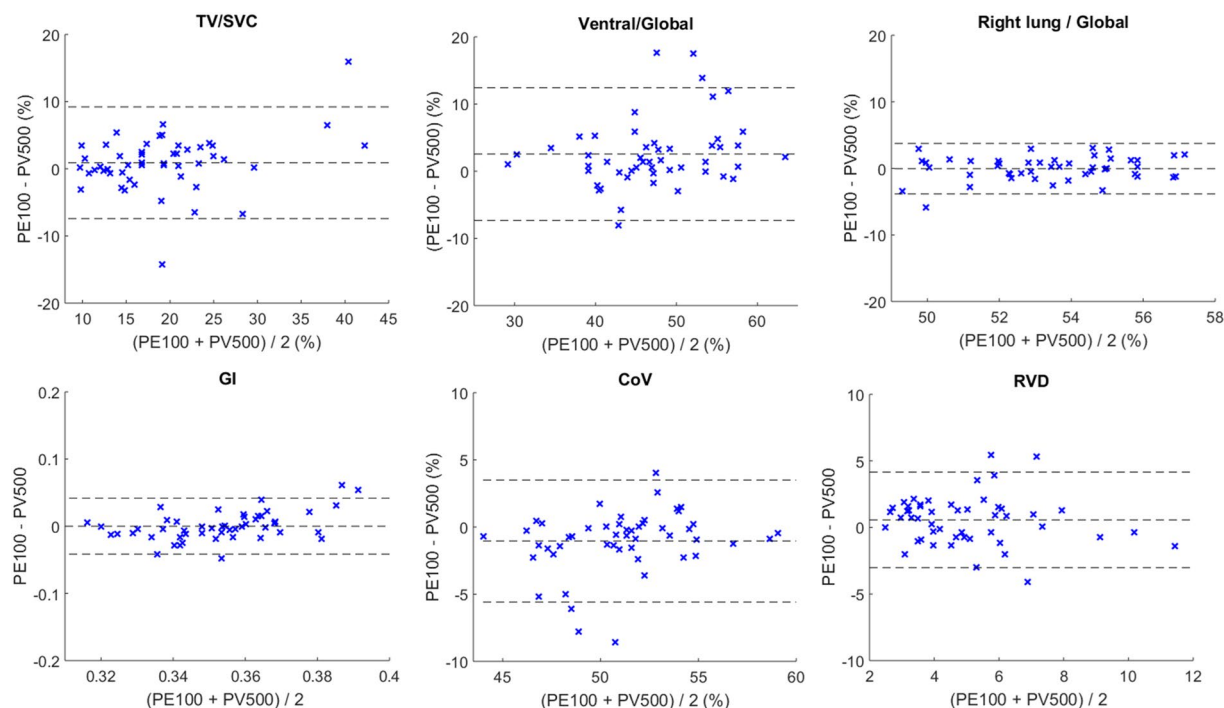 TV/SVC
20
10
0
-10
-20
PE100 - PV500 (%)
10 15 20 25 30 35 40 45
(PE100 + PV500) / 2 (%)
Ventral/Global
20
10
0
-10
-20
(PE100 - PV500) (%)
30 40 50 60
(PE100 + PV500) / 2 (%)
Right lung / Global
20
10
0
-10
-20
PE100 - PV500 (%)
50 52 54 56 58
(PE100 + PV500) / 2 (%)
GI
0.2
0.1
0
-0.1
-0.2
PE100 - PV500
0.32 0.34 0.36 0.38 0.4
(PE100 + PV500) / 2
CoV
10
5
0
-5
-10
PE100 - PV500 (%)
45 50 55 60
(PE100 + PV500) / 2 (%)
RVD
10
5
0
-5
-10
PE100 - PV500
2 4 6 8 10 12
(PE100 + PV500) / 2